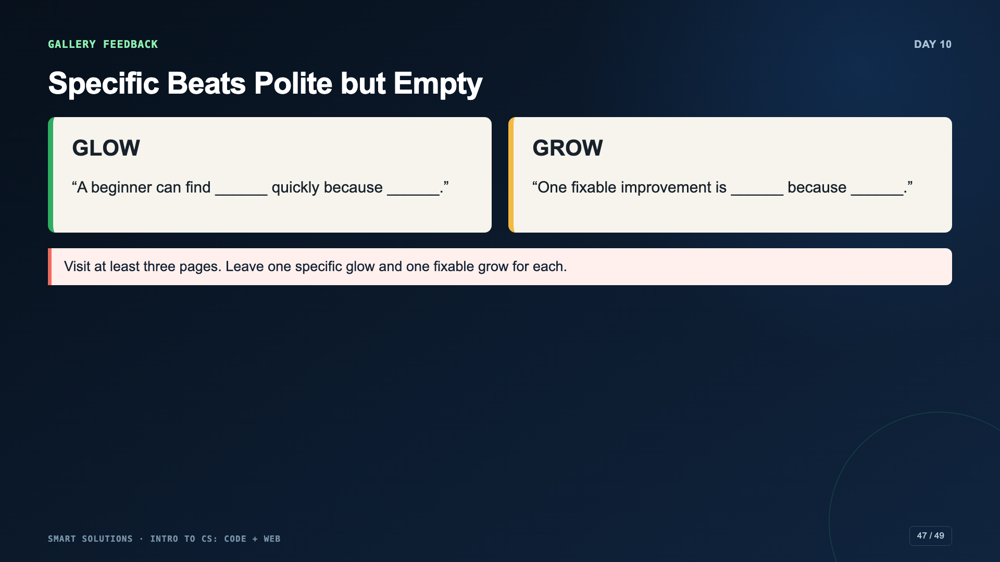 GALLERY FEEDBACK
DAY 10
Specific Beats Polite but Empty
GLOW
“A beginner can find ______ quickly because ______.”
GROW
“One fixable improvement is ______ because ______.”
Visit at least three pages. Leave one specific glow and one fixable grow for each.
SMART SOLUTIONS · INTRO TO CS: CODE + WEB
47 / 49